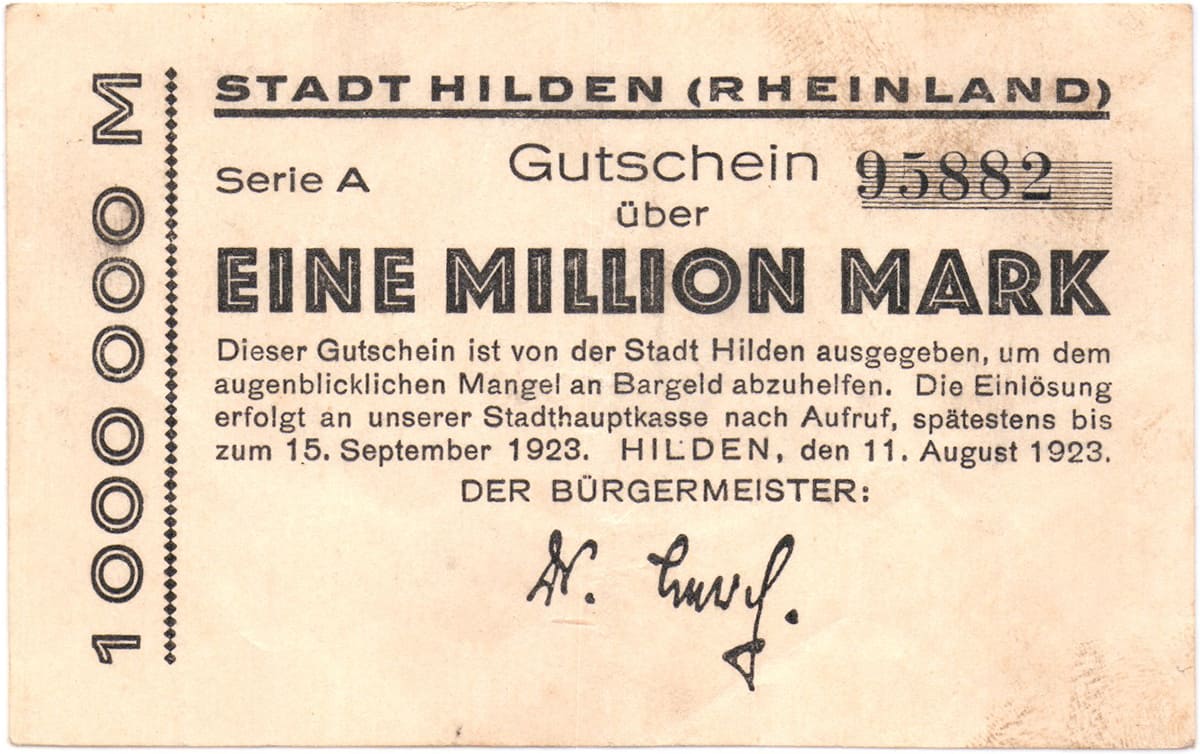 1000000 M
STADT HILDEN (RHEINLAND)
Serie A
Gutschein
95882
über
EINE MILLION MARK
Dieser Gutschein ist von der Stadt Hilden ausgegeben, um dem
augenblicklichen Mangel an Bargeld abzuhelfen. Die Einlösung
erfolgt an unserer Stadthauptkasse nach Aufruf, spätestens bis
zum 15. September 1923. HILDEN, den 11. August 1923.
DER BÜRGERMEISTER:
Dr.